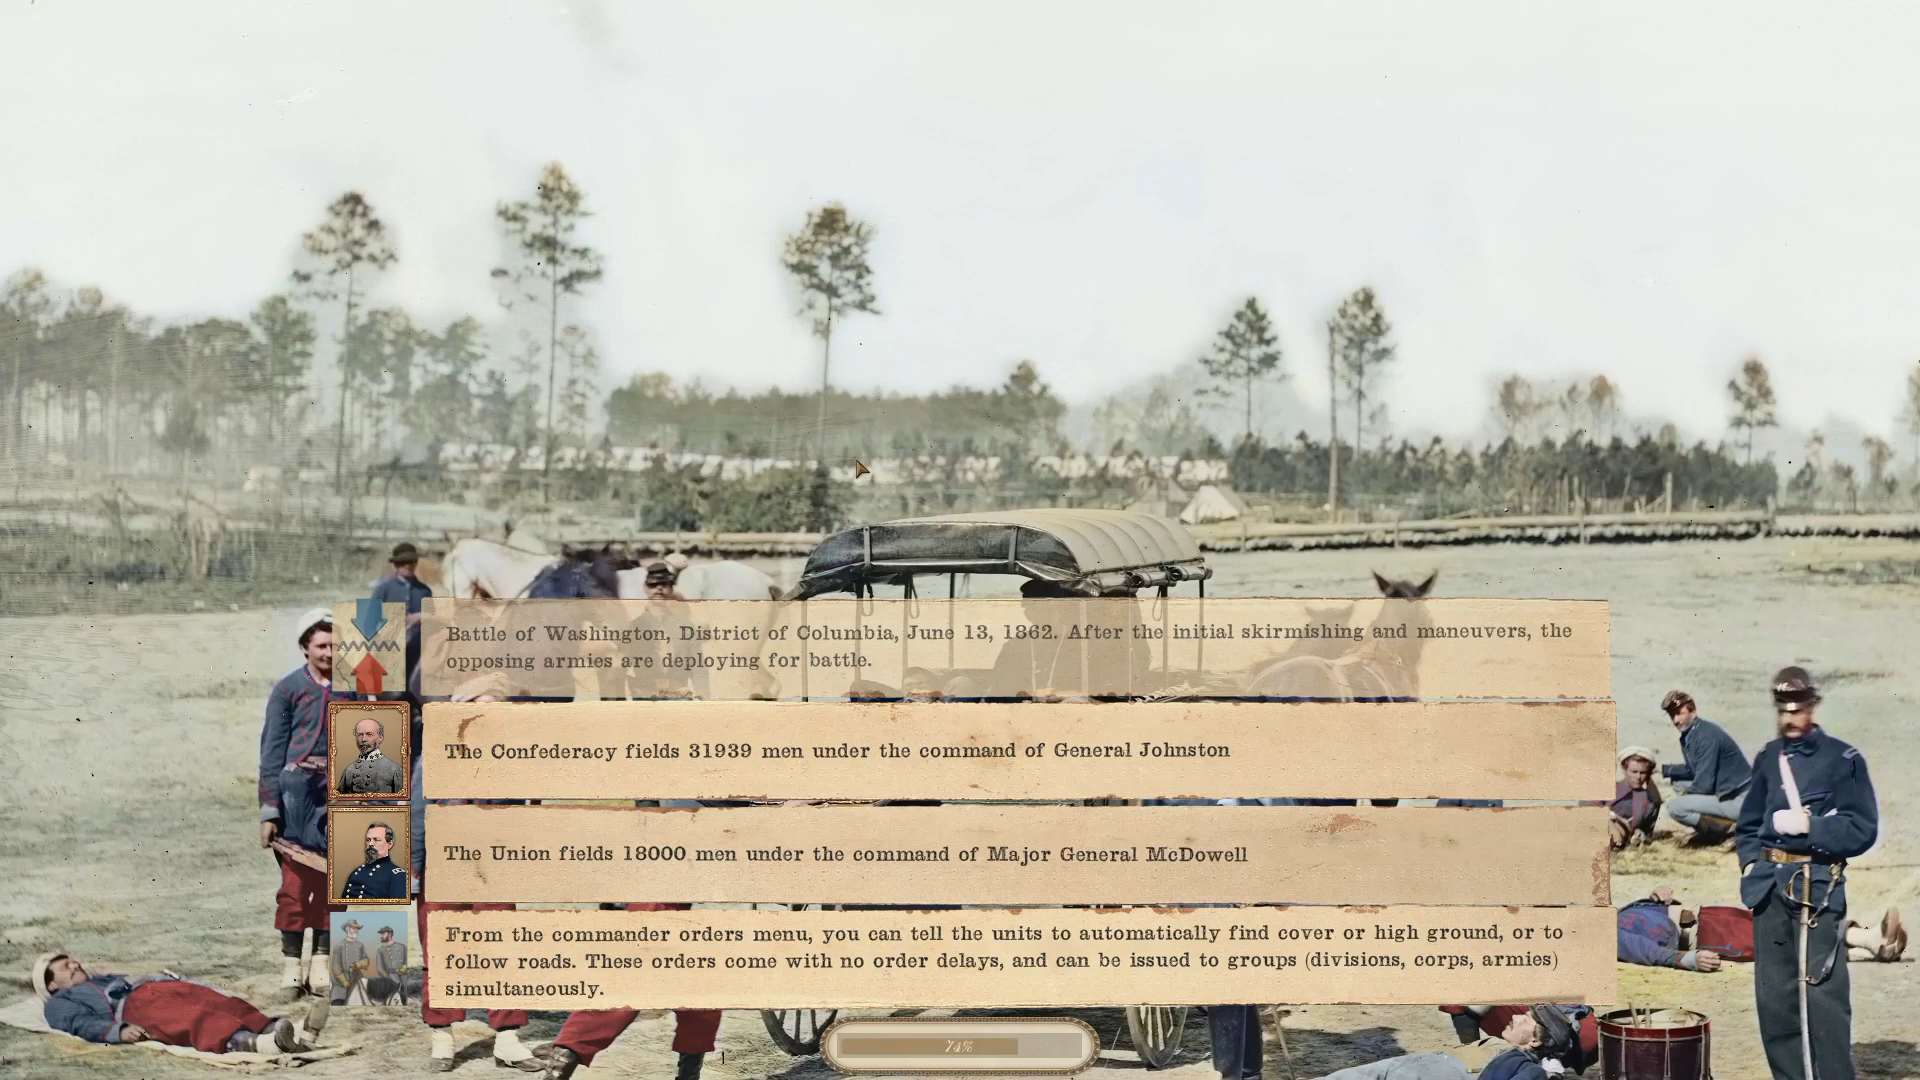 Battle of Washington, District of Columbia, June 13, 1862. After the initial skirmishing and maneuvers, the
opposing armies are deploying for battle.
The Confederacy fields 31939 men under the command of General Johnston
The Union fields 18000 men under the command of Major General McDowell
From the commander orders menu, you can tell the units to automatically find cover or high ground, or to
follow roads. These orders come with no order delays, and can be issued to groups (divisions, corps, armies)
simultaneously.
74%